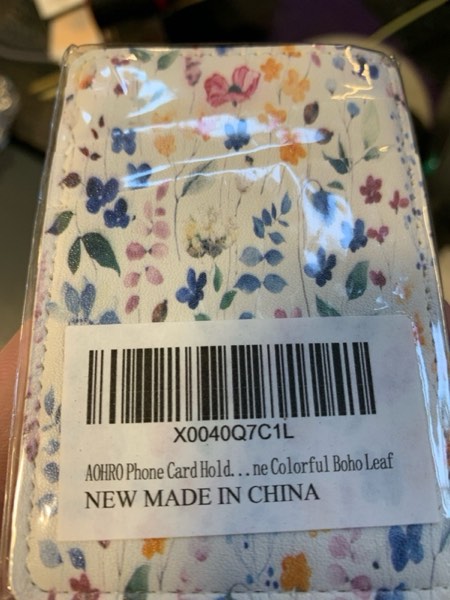 X0040Q7C1L
AOHRO Phone Card Hold...ne Colorful Boho Leaf
NEW MADE IN CHINA